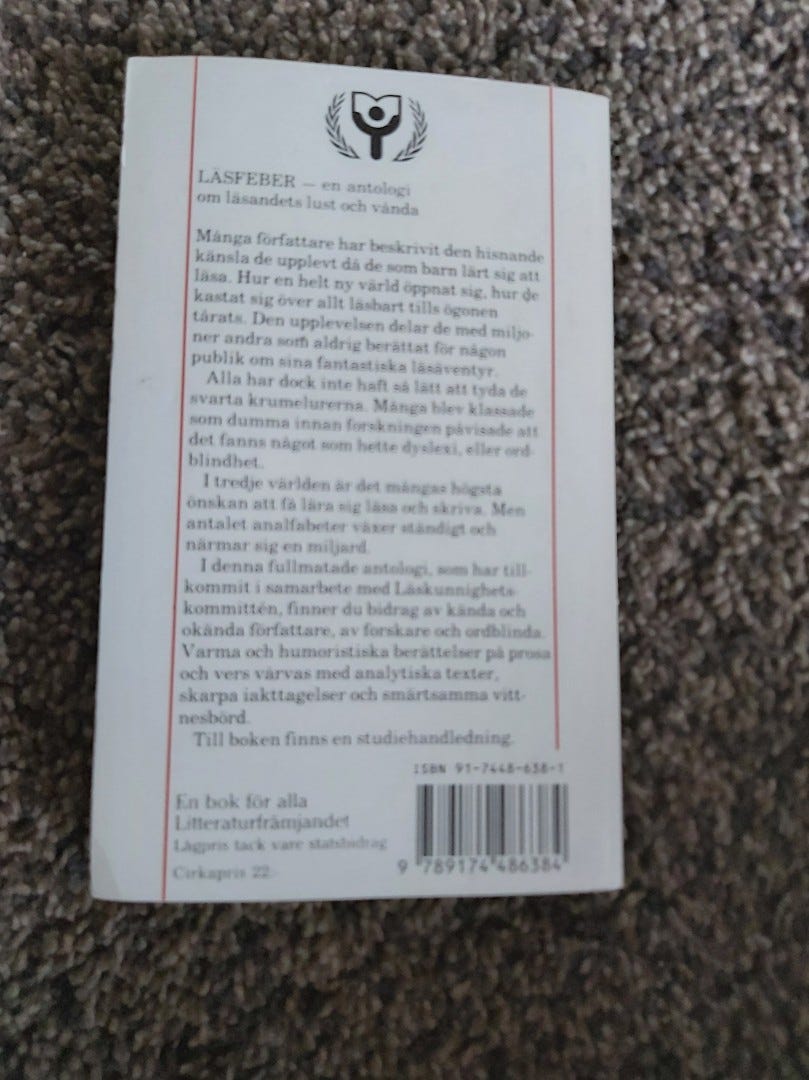 LÄSFEBER — en antologi
om läsandets lust och vånda
Många författare har beskrivit den hisnande
känsla de upplevt då de som barn lärt sig att
läsa. Hur en helt ny värld öppnat sig, hur de
kastat sig över allt läsbart tills ögonen
tårats. Den upplevelsen delar de med miljo-
ner andra som aldrig berättat för någon
publik om sina fantastiska läsäventyr.
Alla har dock inte haft så lätt att tyda de
svarta krumelurerna. Många blev klassade
som dumma innan forskningen påvisade att
det fanns något som hette dyslexi, eller ord-
blindhet.
I tredje världen är det mångas högsta
önskan att få lära sig läsa och skriva. Men
antalet analfabeter växer ständigt och
närmar sig en miljard.
I denna fullmatade antologi, som har till-
kommit i samarbete med Läskunnighets-
kommittén, finner du bidrag av kända och
okända författare, av forskare och ordblinda.
Varma och humoristiska berättelser på prosa
och vers varvas med analytiska texter,
skarpa iakttagelser och smärtsamma vitt-
nesbörd.
Till boken finns en studiehandledning.
ISBN 91-7448-638-1
En bok för alla
Litteraturfrämjandet
Lågpris tack vare statsbidrag
Cirkapris 22:-
9 789174 486384